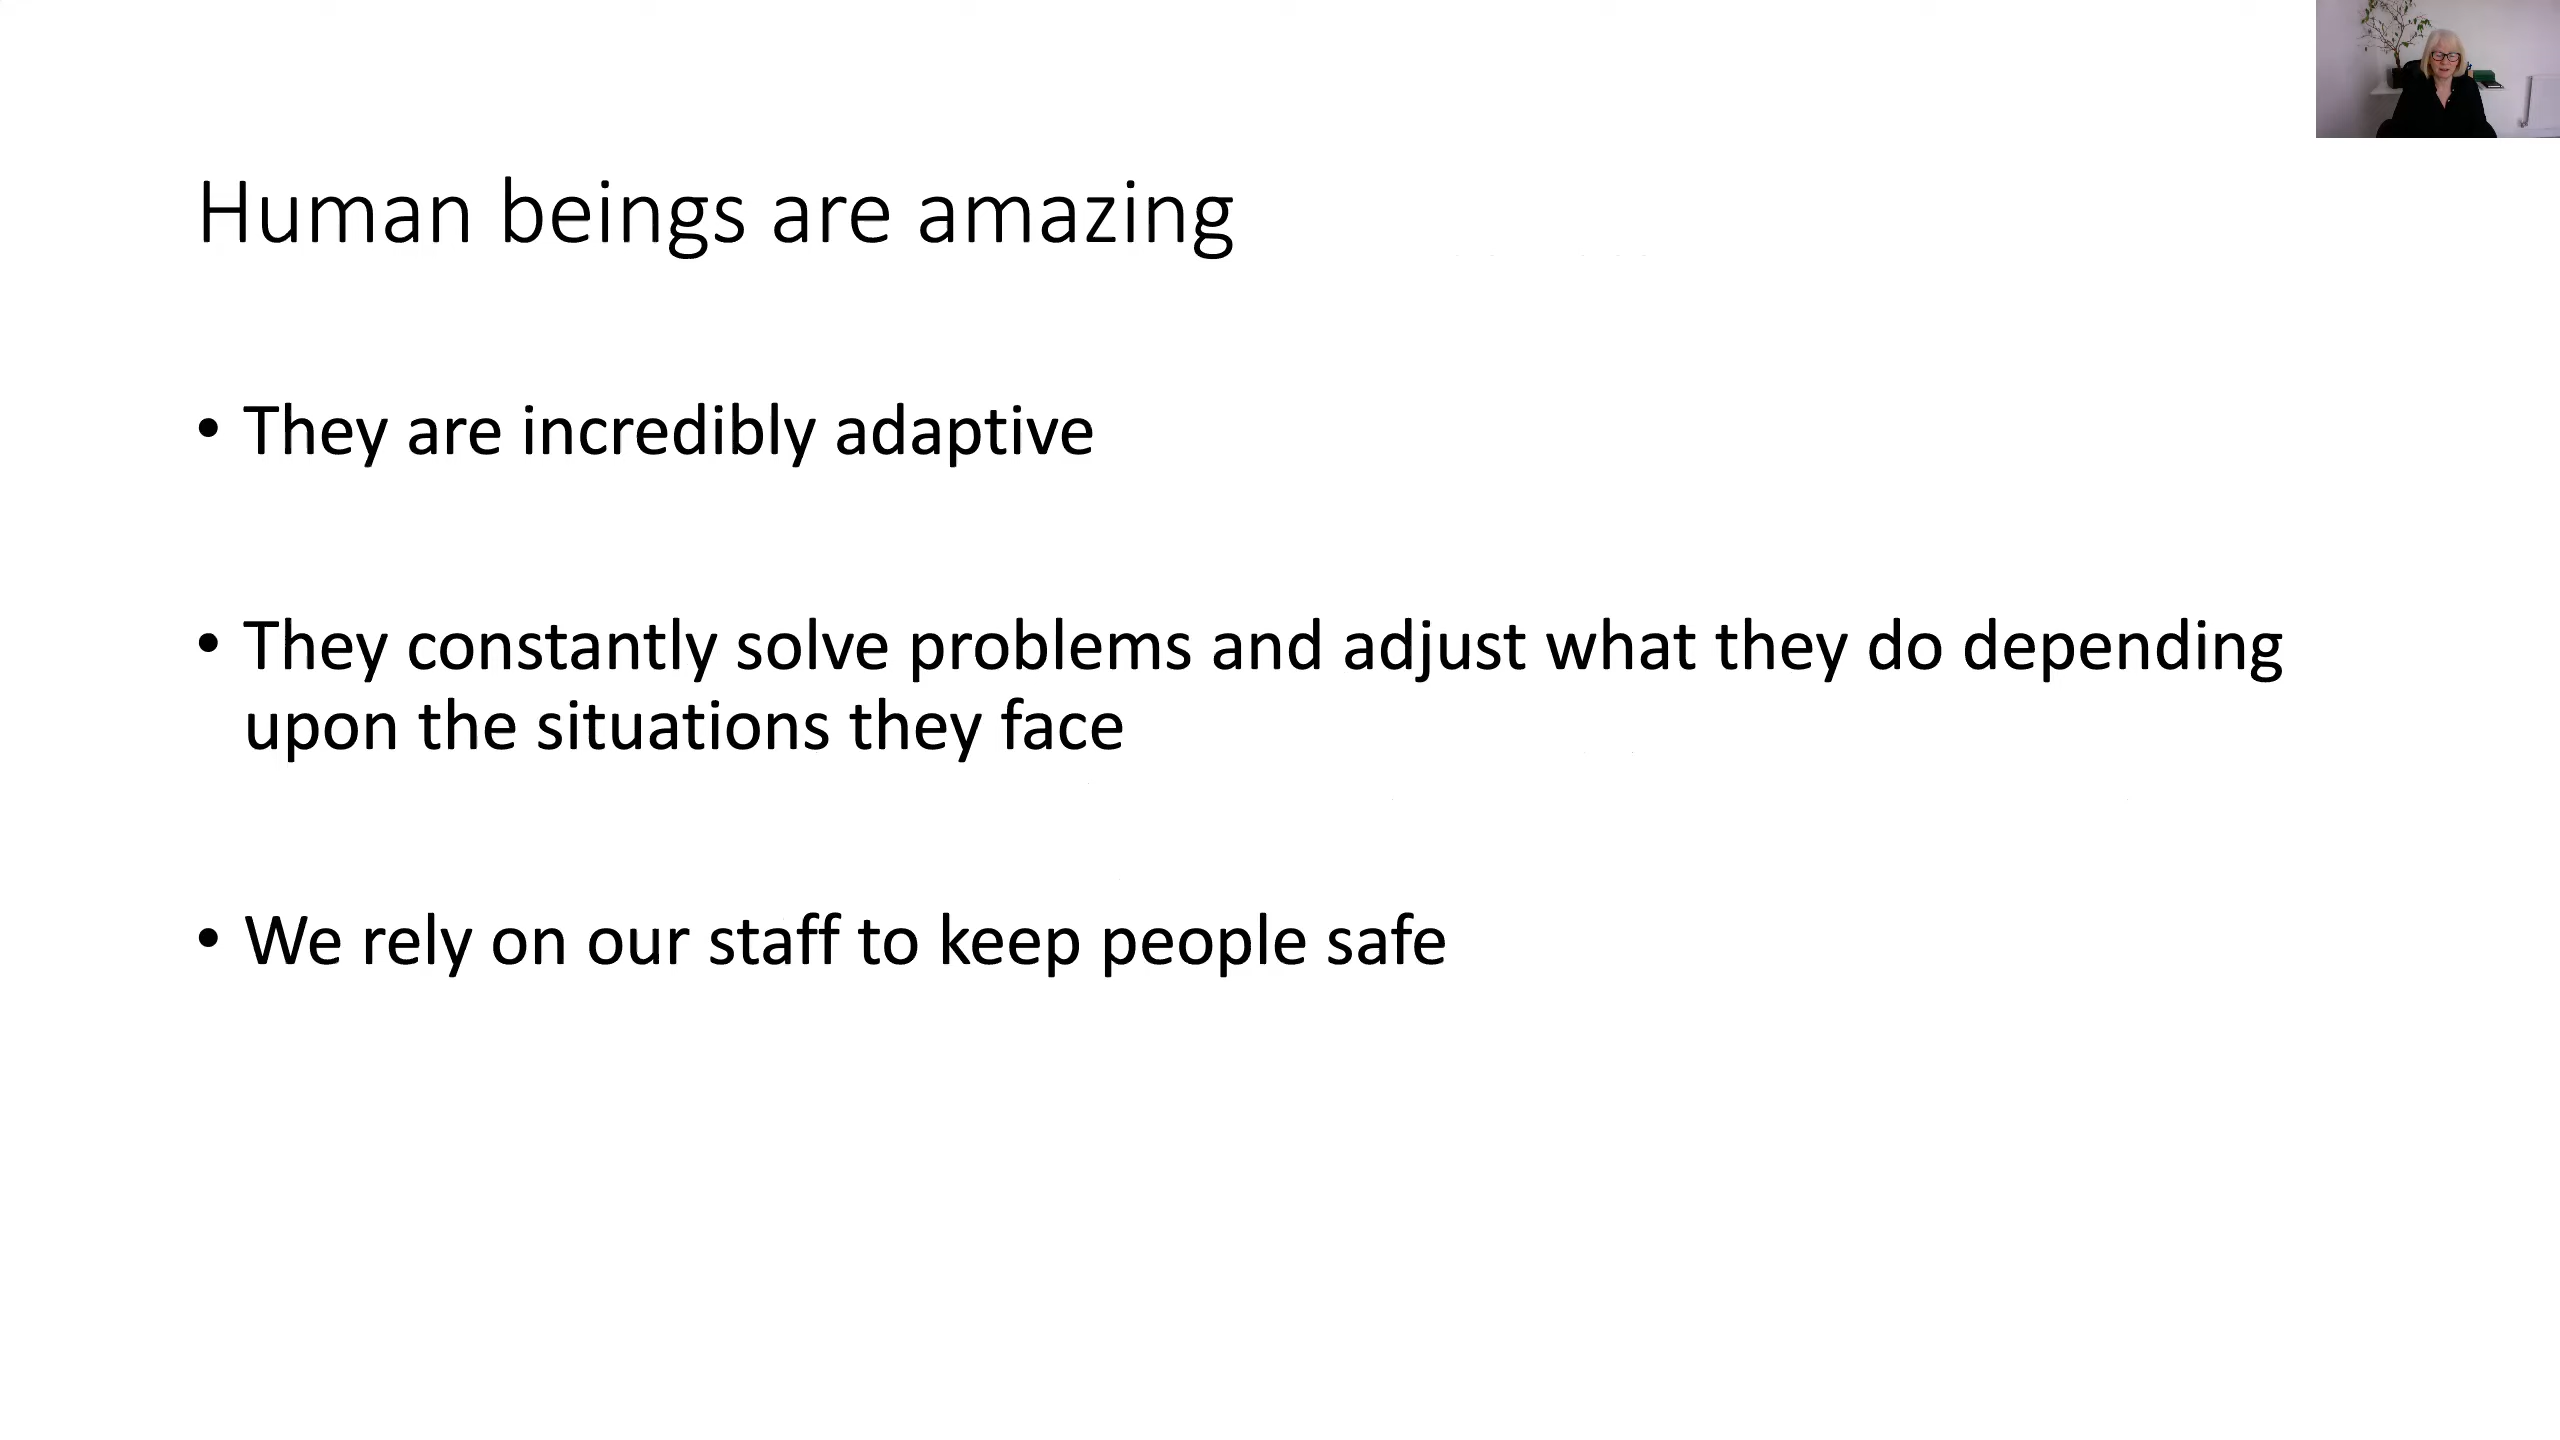 Human beings are amazing
• They are incredibly adaptive
• They constantly solve problems and adjust what they do depending
upon the situations they face
• We rely on our staff to keep people safe